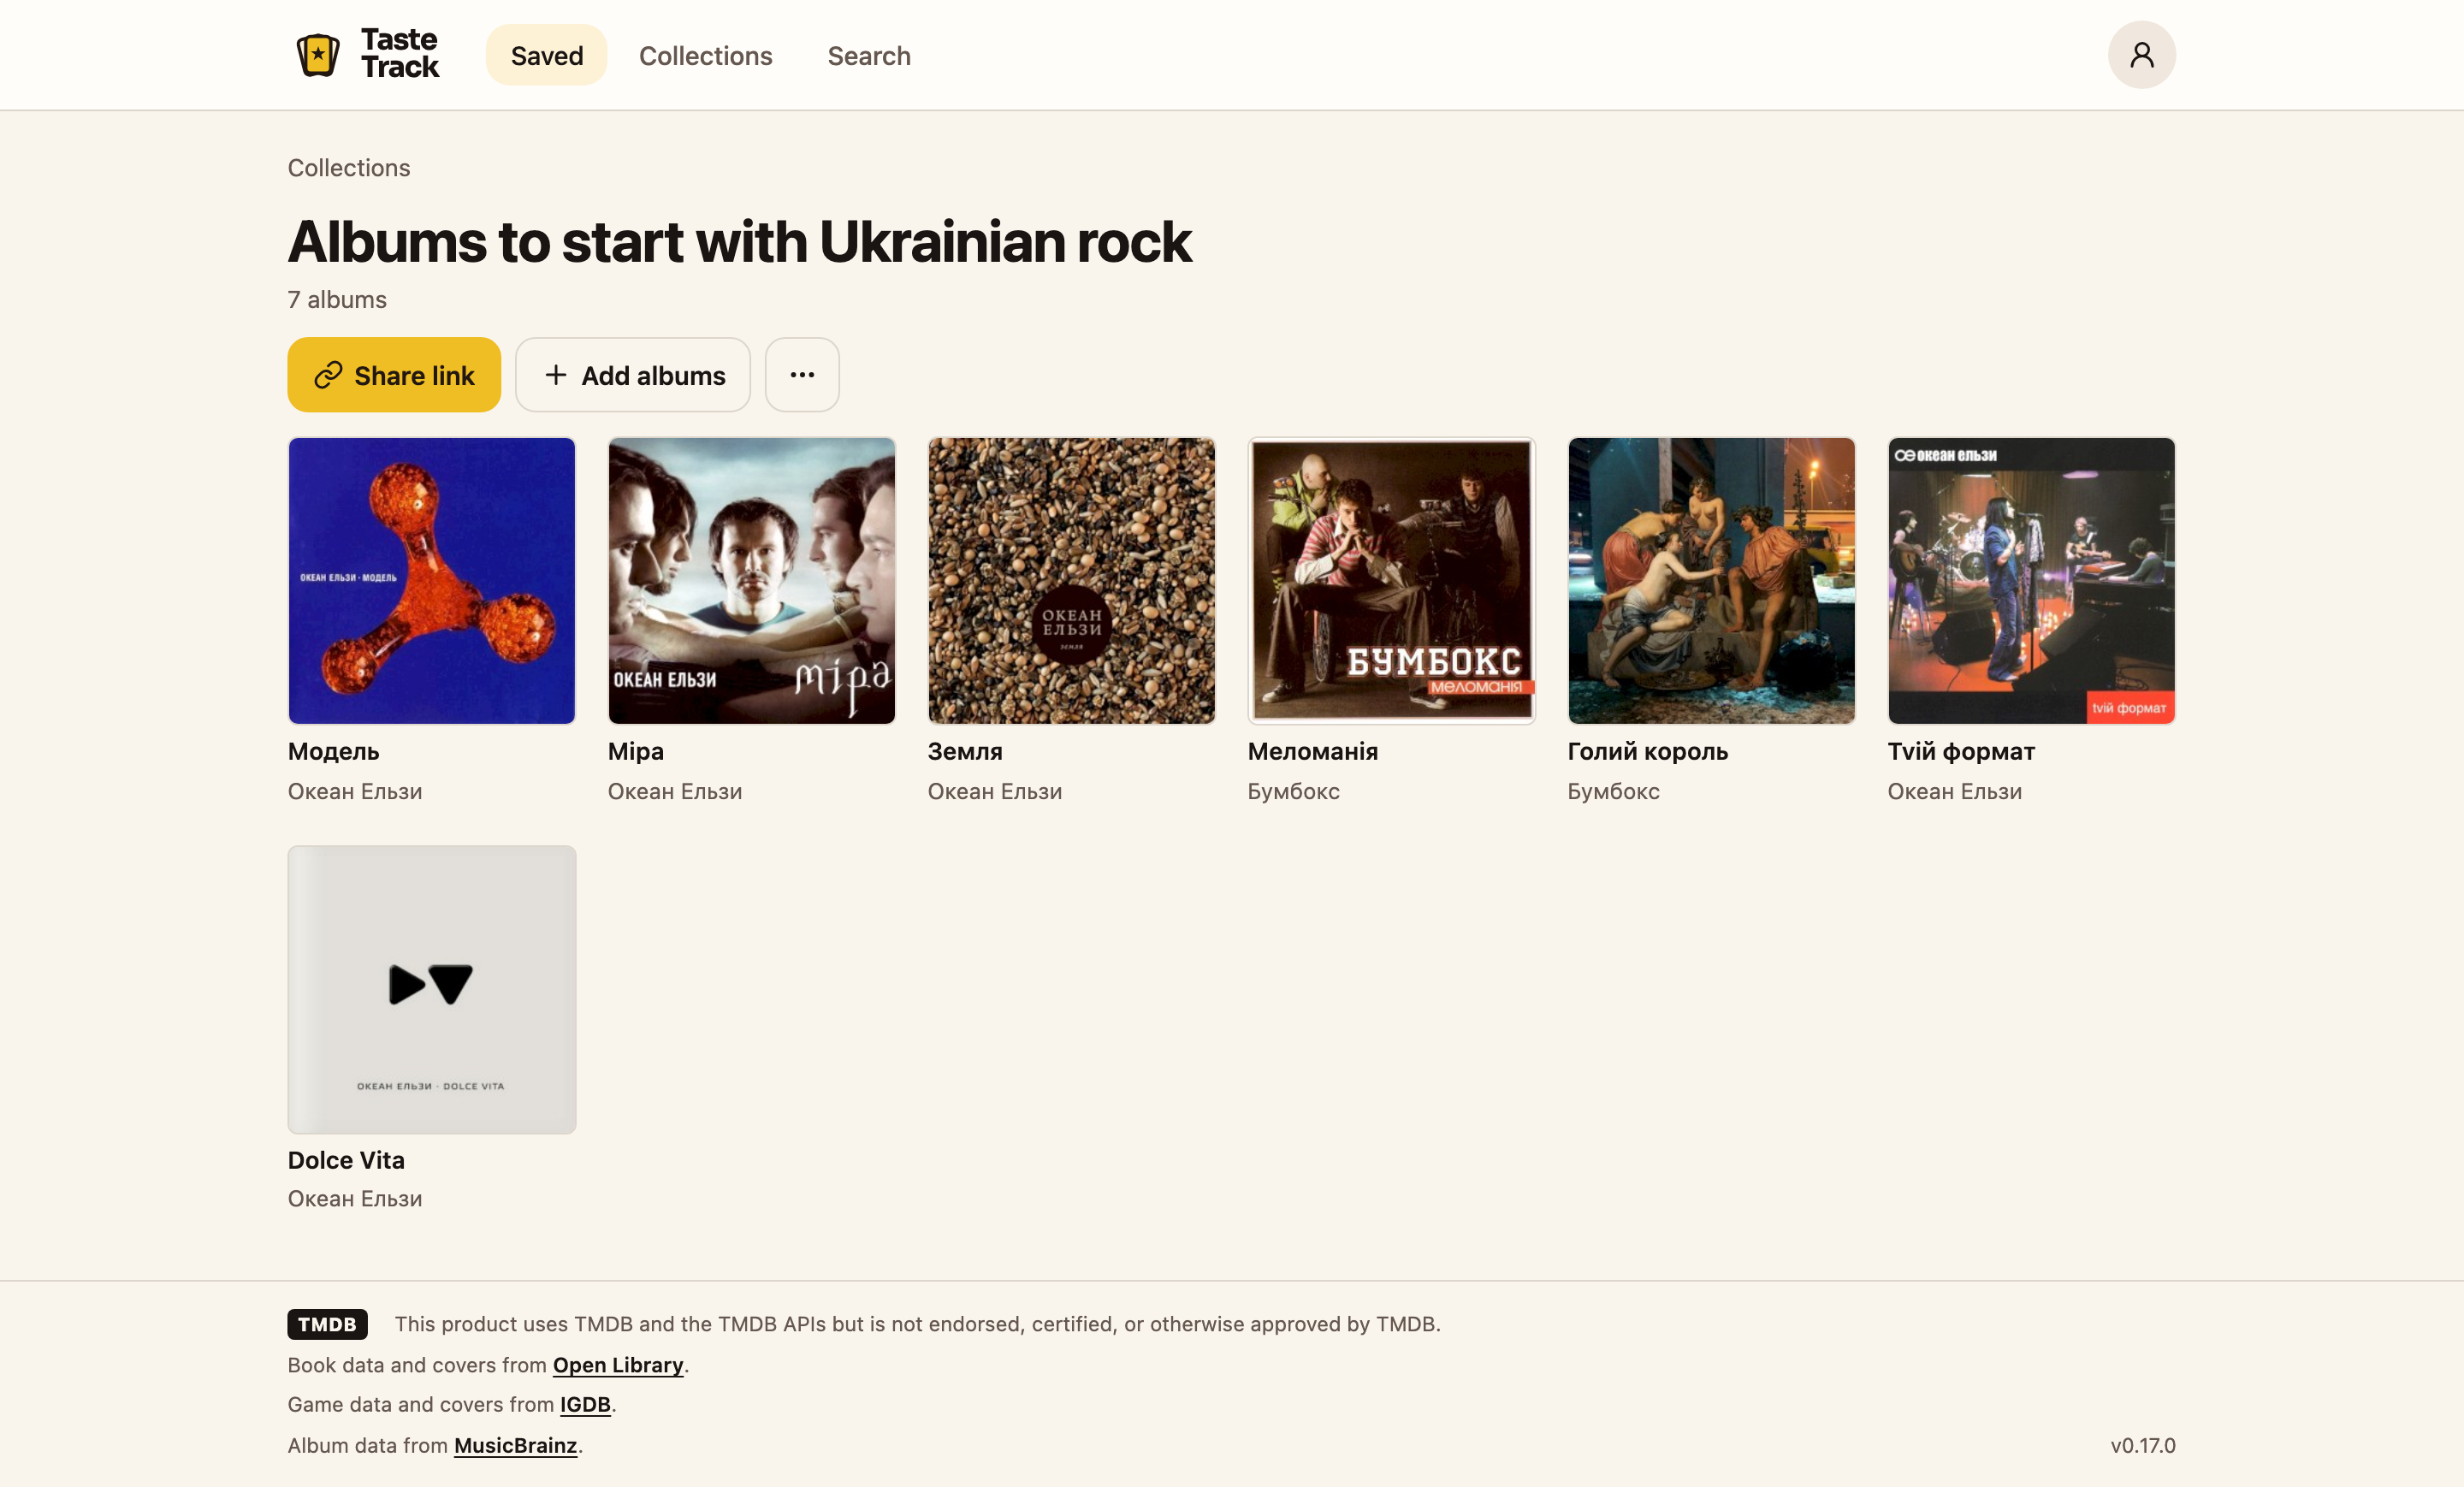 Taste
Track
Saved
Collections
Search
Collections
Albums to start with Ukrainian rock
7 albums
Share link
Add albums
ОКЕАН ЕЛЬЗИ · МОДЕЛЬ
ОКЕАН ЕЛЬЗИ
міра
ОКЕАН
ЕЛЬЗИ
земля
БУМБОКС
меломанія
океан ельзи
tvій формат
Модель
Океан Ельзи
Міра
Океан Ельзи
Земля
Океан Ельзи
Меломанія
Бумбокс
Голий король
Бумбокс
Tvій формат
Океан Ельзи
ОКЕАН ЕЛЬЗИ · DOLCE VITA
Dolce Vita
Океан Ельзи
TMDB
This product uses TMDB and the TMDB APIs but is not endorsed, certified, or otherwise approved by TMDB.
Book data and covers from Open Library.
Game data and covers from IGDB.
Album data from MusicBrainz.
v0.17.0